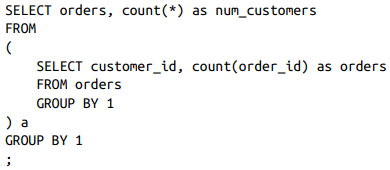 SELECT orders, count(*) as num_customers
FROM
(
    SELECT customer_id, count(order_id) as orders
    FROM orders
    GROUP BY 1
) a
GROUP BY 1
;